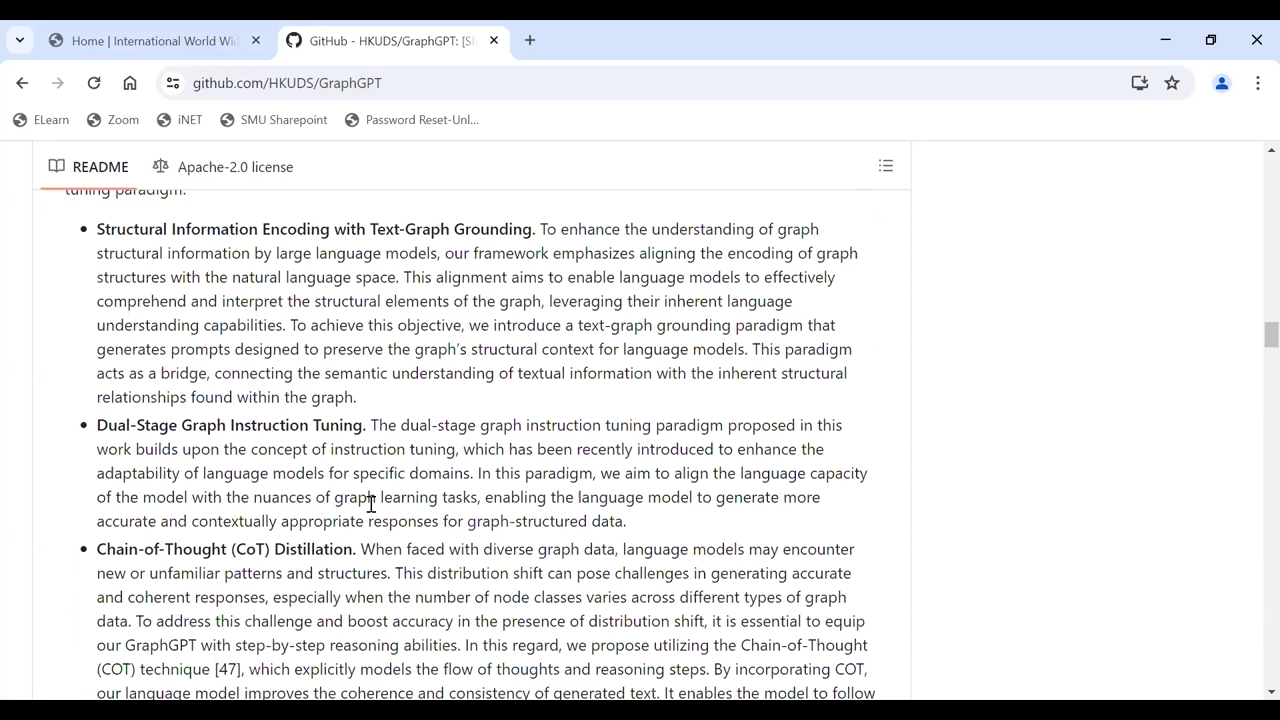 Home | International World Wid
GitHub - HKUDS/GraphGPT: [SI
github.com/HKUDS/GraphGPT
ELearn
Zoom
iNET
SMU Sharepoint
Password Reset-Unl...
README
Apache-2.0 license
tuning paradigm.
• Structural Information Encoding with Text-Graph Grounding. To enhance the understanding of graph
structural information by large language models, our framework emphasizes aligning the encoding of graph
structures with the natural language space. This alignment aims to enable language models to effectively
comprehend and interpret the structural elements of the graph, leveraging their inherent language
understanding capabilities. To achieve this objective, we introduce a text-graph grounding paradigm that
generates prompts designed to preserve the graph's structural context for language models. This paradigm
acts as a bridge, connecting the semantic understanding of textual information with the inherent structural
relationships found within the graph.
• Dual-Stage Graph Instruction Tuning. The dual-stage graph instruction tuning paradigm proposed in this
work builds upon the concept of instruction tuning, which has been recently introduced to enhance the
adaptability of language models for specific domains. In this paradigm, we aim to align the language capacity
of the model with the nuances of graph learning tasks, enabling the language model to generate more
accurate and contextually appropriate responses for graph-structured data.
• Chain-of-Thought (CoT) Distillation. When faced with diverse graph data, language models may encounter
new or unfamiliar patterns and structures. This distribution shift can pose challenges in generating accurate
and coherent responses, especially when the number of node classes varies across different types of graph
data. To address this challenge and boost accuracy in the presence of distribution shift, it is essential to equip
our GraphGPT with step-by-step reasoning abilities. In this regard, we propose utilizing the Chain-of-Thought
(COT) technique [47], which explicitly models the flow of thoughts and reasoning steps. By incorporating COT,
our language model improves the coherence and consistency of generated text. It enables the model to follow